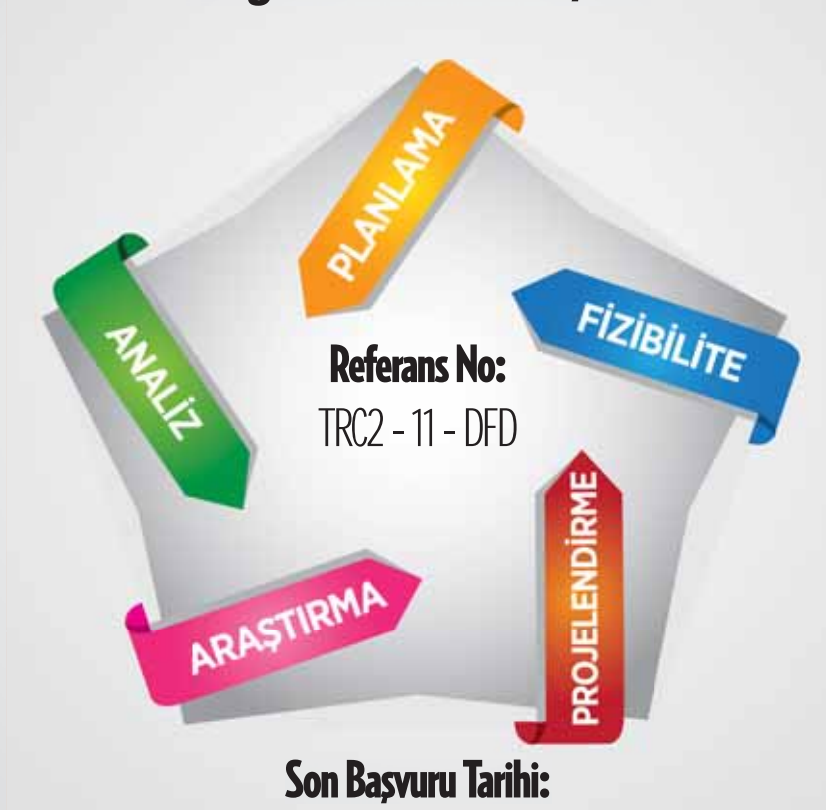 PLANLAMA
FİZİBİLİTE
ANALİZ
Referans No:
TRC2 - 11 - DFD
PROJELENDİRME
ARAŞTIRMA
Son Başvuru Tarihi: